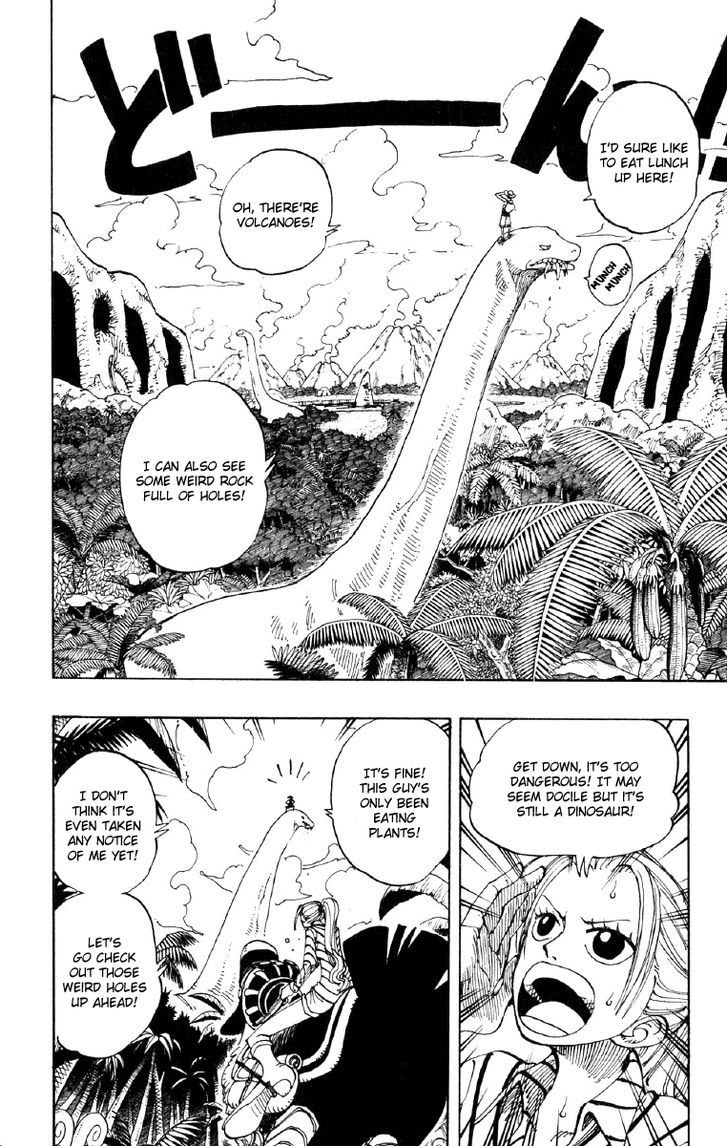 どーん!!
I'D SURE LIKE
TO EAT LUNCH
UP HERE!
OH, THERE'RE
VOLCANOES!
MUNCH
MUNCH
I CAN ALSO SEE
SOME WEIRD ROCK
FULL OF HOLES!
GET DOWN, IT'S TOO
DANGEROUS! IT MAY
SEEM DOCILE BUT IT'S
STILL A DINOSAUR!
IT'S FINE!
THIS GUY'S
ONLY BEEN
EATING
PLANTS!
I DON'T
THINK IT'S
EVEN TAKEN
ANY NOTICE
OF ME YET!
LET'S
GO CHECK
OUT THOSE
WEIRD HOLES
UP AHEAD!